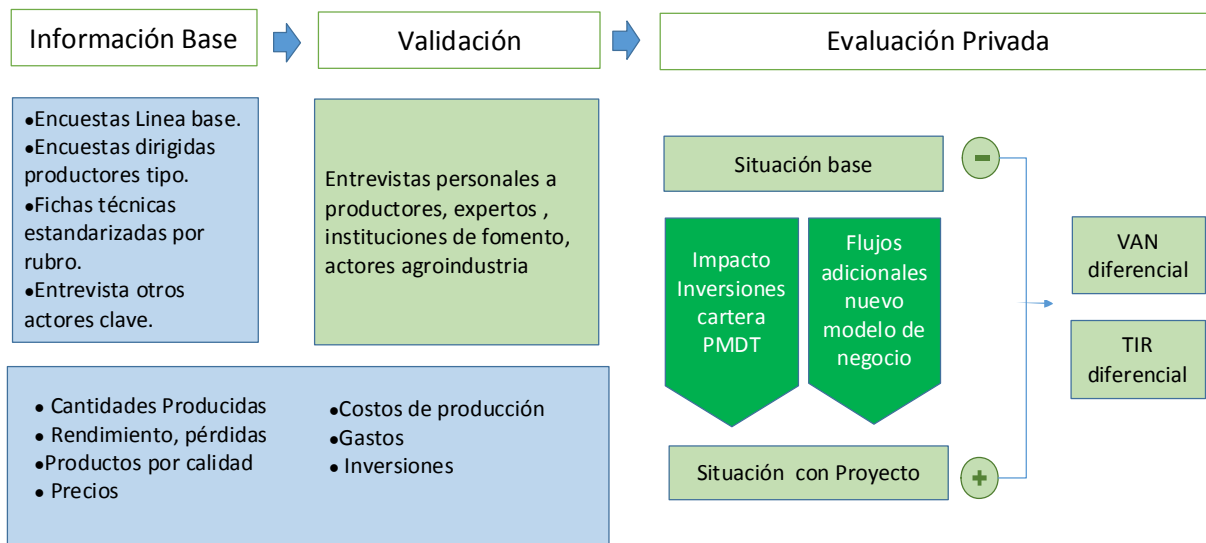 Información Base
Validación
Evaluación Privada
•Encuestas Linea base.
•Encuestas dirigidas
productores tipo.
•Fichas técnicas
estandarizadas por
rubro.
•Entrevista otros
actores clave.
Entrevistas personales a
productores, expertos ,
instituciones de fomento,
actores agroindustria
• Cantidades Producidas
• Rendimiento, pérdidas
•Productos por calidad
• Precios
•Costos de producción
•Gastos
• Inversiones
Situación base
−
Impacto
Inversiones
cartera
PMDT
Flujos
adicionales
nuevo
modelo de
negocio
Situación con Proyecto
+
VAN
diferencial
TIR
diferencial